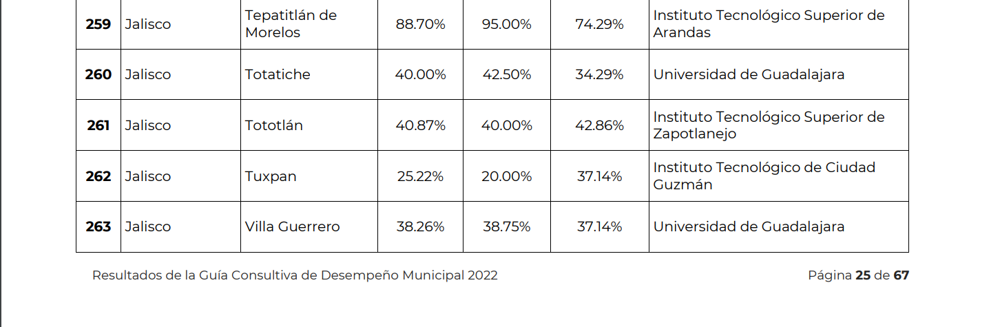 259 Jalisco Tepatitlán de Morelos 88.70% 95.00% 74.29% Instituto Tecnológico Superior de Arandas
260 Jalisco Totatiche 40.00% 42.50% 34.29% Universidad de Guadalajara
261 Jalisco Tototlán 40.87% 40.00% 42.86% Instituto Tecnológico Superior de Zapotlanejo
262 Jalisco Tuxpan 25.22% 20.00% 37.14% Instituto Tecnológico de Ciudad Guzmán
263 Jalisco Villa Guerrero 38.26% 38.75% 37.14% Universidad de Guadalajara
Resultados de la Guía Consultiva de Desempeño Municipal 2022 Página 25 de 67